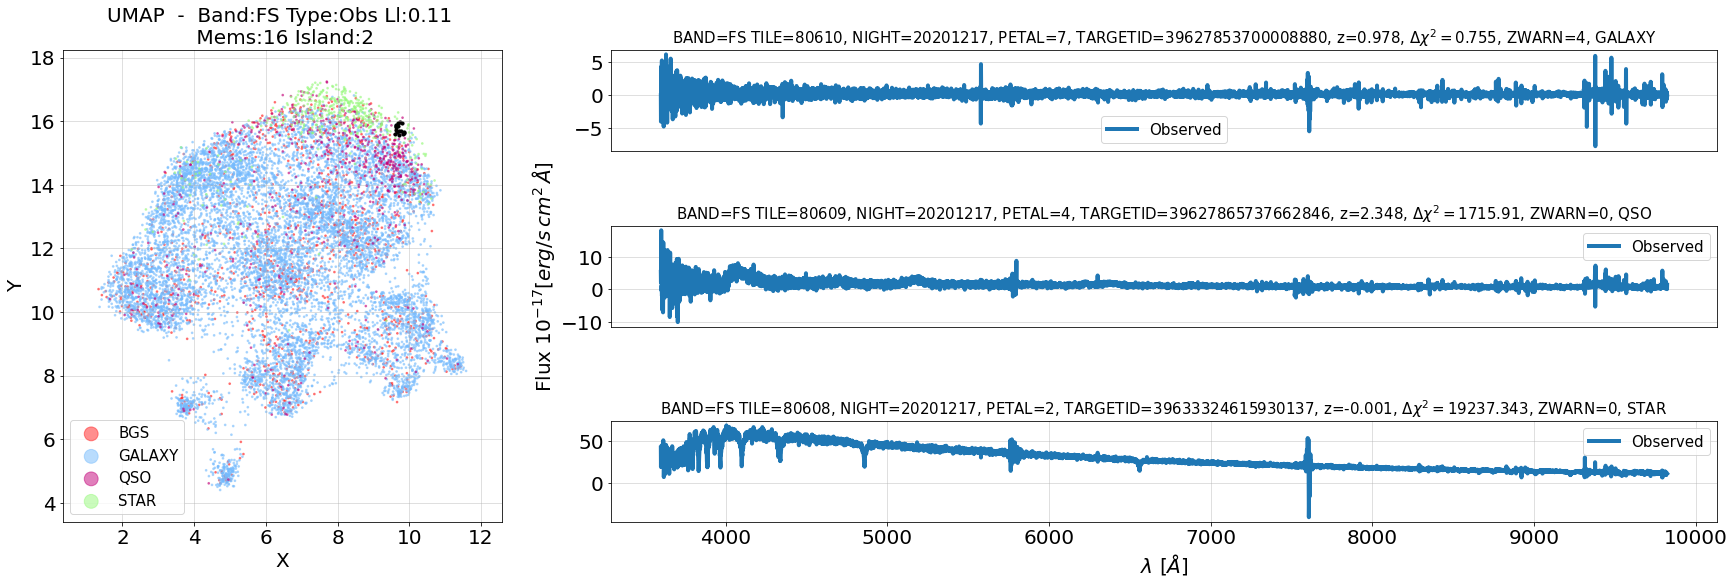 UMAP - Band:FS Type:Obs Ll:0.11
Mems:16 Island:2
18
16
14
12
10
8
6
4
Y
BGS
GALAXY
QSO
STAR
2 4 6 8 10 12
X
Flux 10⁻¹⁷[erg/s cm² Å]
BAND=FS TILE=80610, NIGHT=20201217, PETAL=7, TARGETID=39627853700008880, z=0.978, Δχ² = 0.755, ZWARN=4, GALAXY
5
0
−5
Observed
BAND=FS TILE=80609, NIGHT=20201217, PETAL=4, TARGETID=39627865737662846, z=2.348, Δχ² = 1715.91, ZWARN=0, QSO
10
0
−10
Observed
BAND=FS TILE=80608, NIGHT=20201217, PETAL=2, TARGETID=39633324615930137, z=-0.001, Δχ² = 19237.343, ZWARN=0, STAR
50
0
Observed
4000 5000 6000 7000 8000 9000 10000
λ [Å]